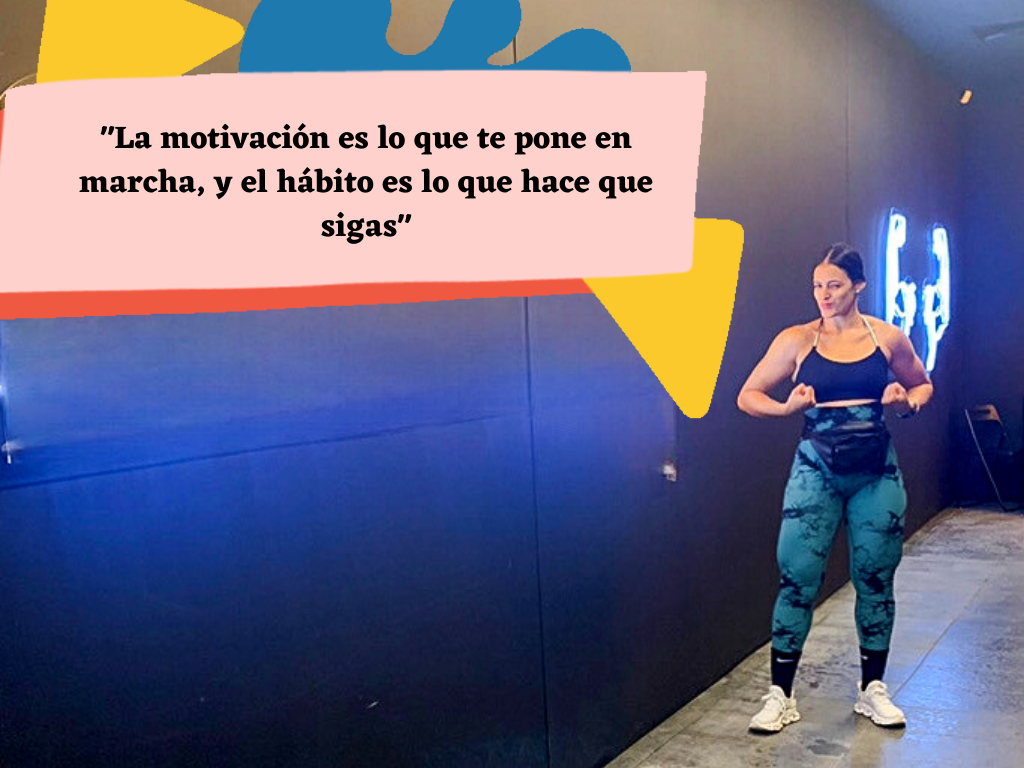 "La motivación es lo que te pone en
marcha, y el hábito es lo que hace que
sigas"